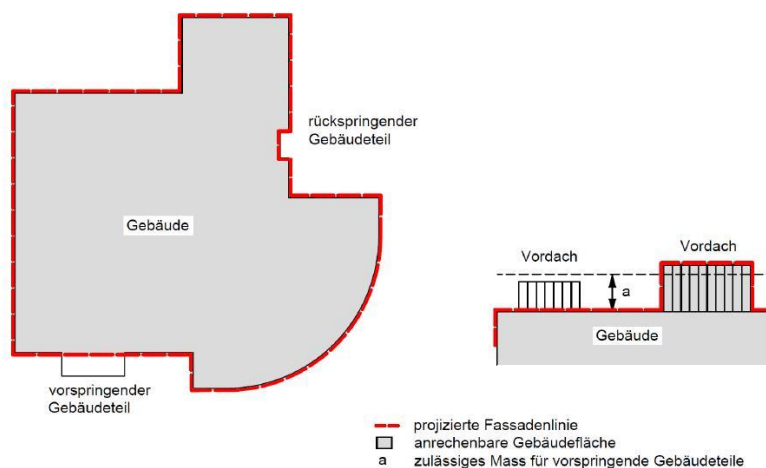 rückspringender
Gebäudeteil
Gebäude
vorspringender
Gebäudeteil
Vordach
Vordach
a
Gebäude
projizierte Fassadenlinie
anrechenbare Gebäudefläche
a zulässiges Mass für vorspringende Gebäudeteile